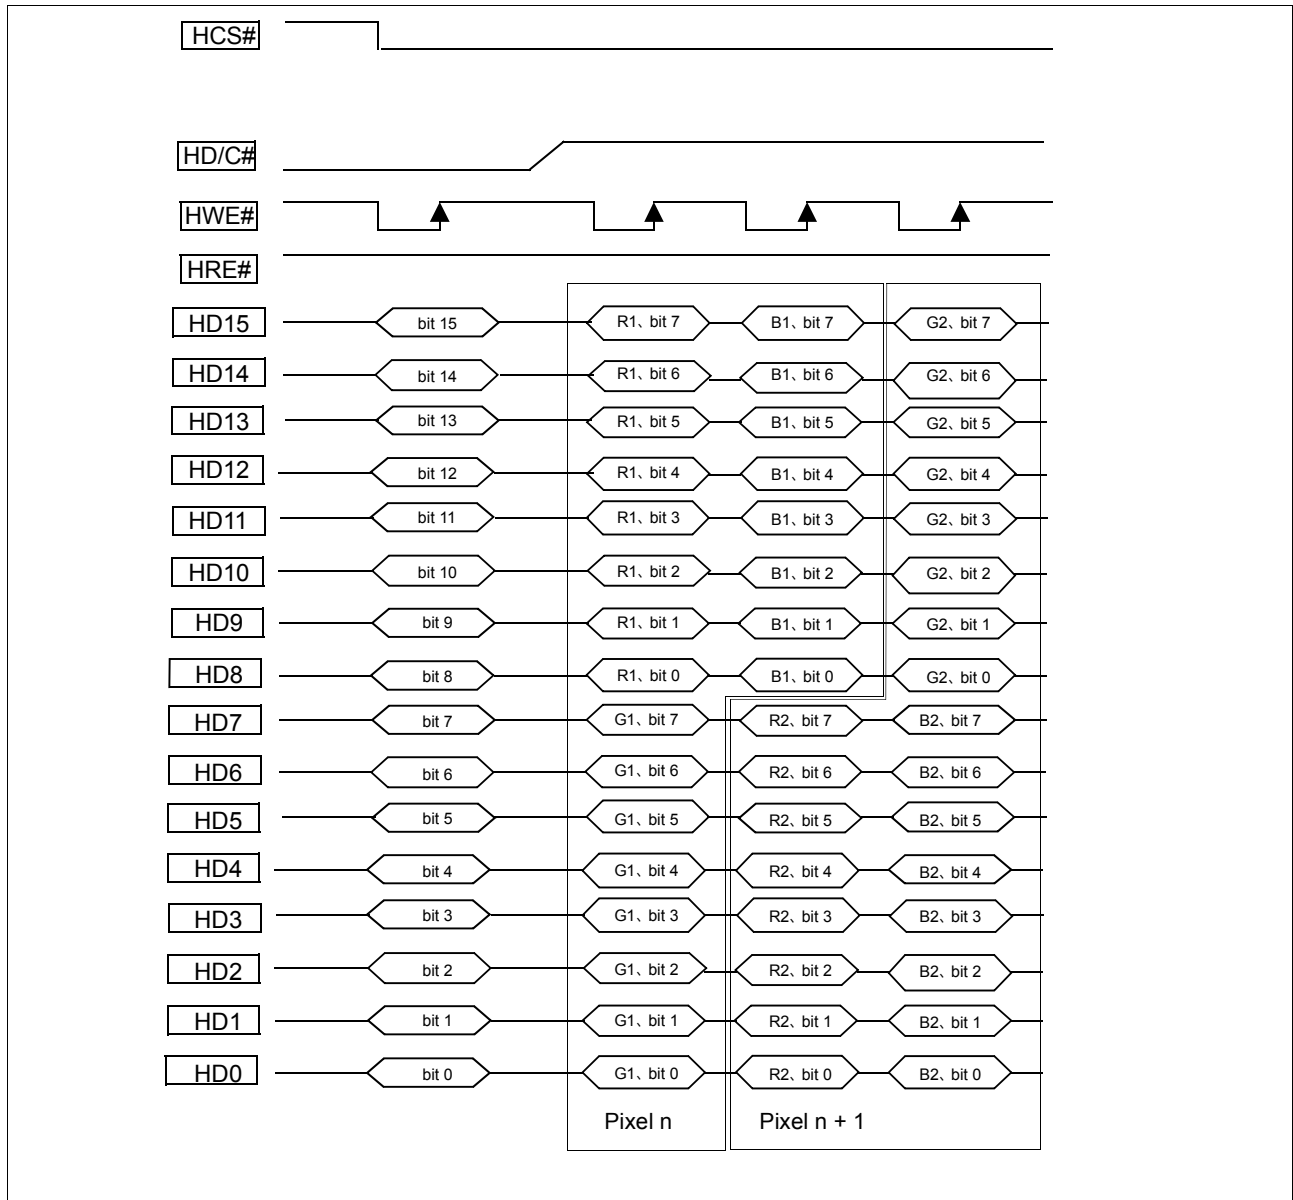 HCS#
HD/C#
HWE#
HRE#
HD15 bit 15 R1、bit 7 B1、bit 7 G2、bit 7
HD14 bit 14 R1、bit 6 B1、bit 6 G2、bit 6
HD13 bit 13 R1、bit 5 B1、bit 5 G2、bit 5
HD12 bit 12 R1、bit 4 B1、bit 4 G2、bit 4
HD11 bit 11 R1、bit 3 B1、bit 3 G2、bit 3
HD10 bit 10 R1、bit 2 B1、bit 2 G2、bit 2
HD9 bit 9 R1、bit 1 B1、bit 1 G2、bit 1
HD8 bit 8 R1、bit 0 B1、bit 0 G2、bit 0
HD7 bit 7 G1、bit 7 R2、bit 7 B2、bit 7
HD6 bit 6 G1、bit 6 R2、bit 6 B2、bit 6
HD5 bit 5 G1、bit 5 R2、bit 5 B2、bit 5
HD4 bit 4 G1、bit 4 R2、bit 4 B2、bit 4
HD3 bit 3 G1、bit 3 R2、bit 3 B2、bit 3
HD2 bit 2 G1、bit 2 R2、bit 2 B2、bit 2
HD1 bit 1 G1、bit 1 R2、bit 1 B2、bit 1
HD0 bit 0 G1、bit 0 R2、bit 0 B2、bit 0
Pixel n Pixel n + 1